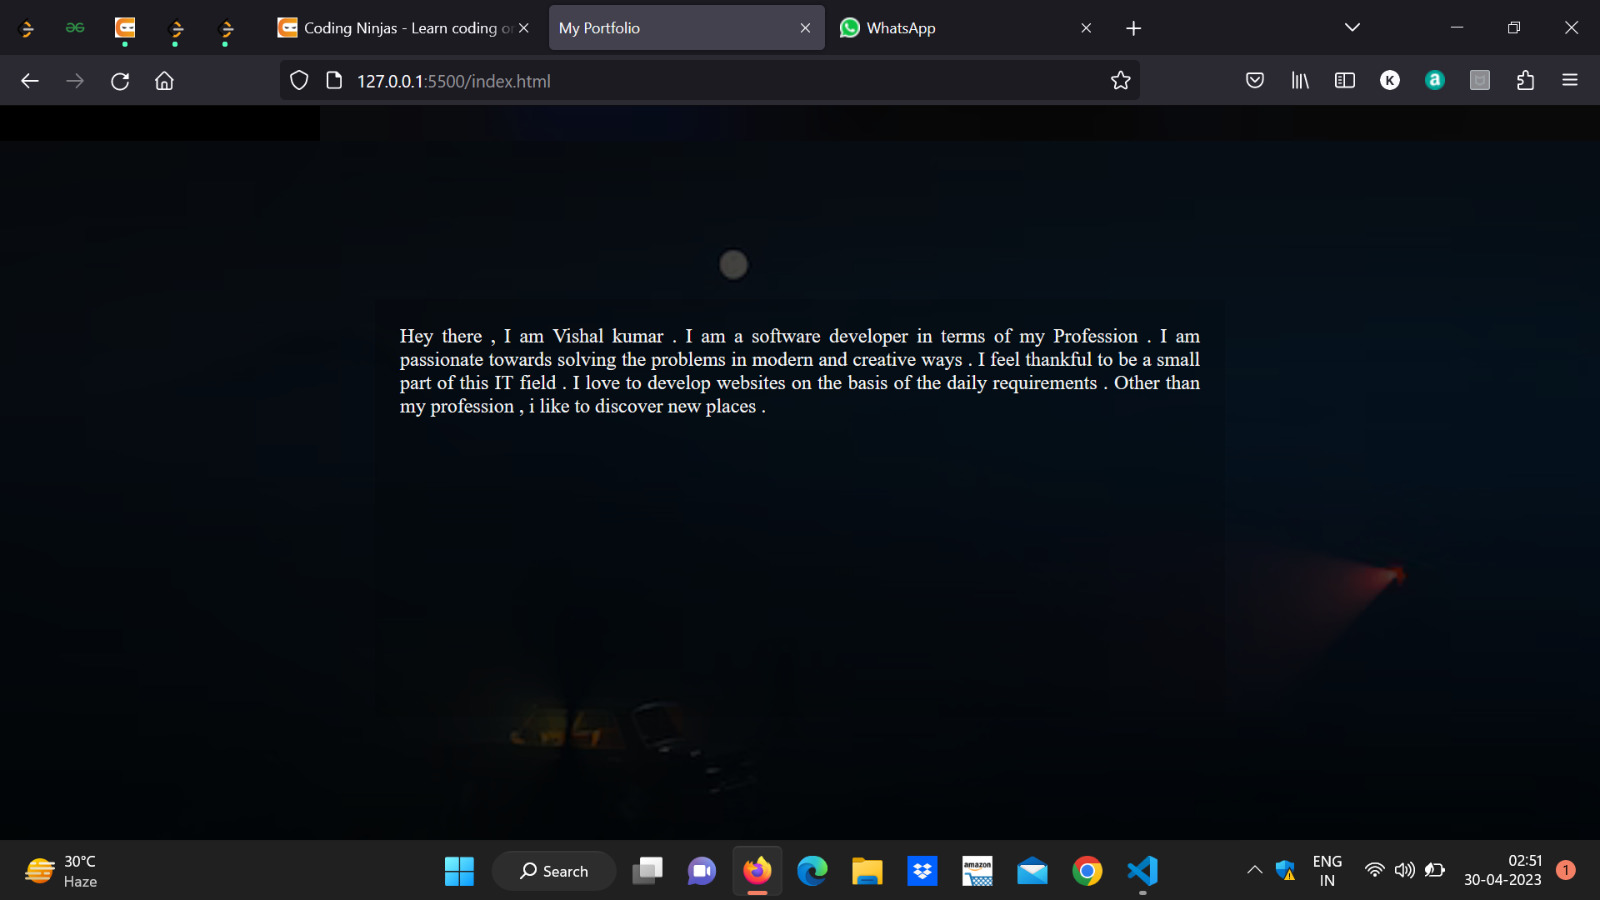 Coding Ninjas - Learn coding or
My Portfolio
WhatsApp
127.0.0.1:5500/index.html
K
a
Hey there , I am Vishal kumar . I am a software developer in terms of my Profession . I am
passionate towards solving the problems in modern and creative ways . I feel thankful to be a small
part of this IT field . I love to develop websites on the basis of the daily requirements . Other than
my profession , i like to discover new places .
30°C
Haze
Search
amazon
ENG
IN
02:51
30-04-2023
1